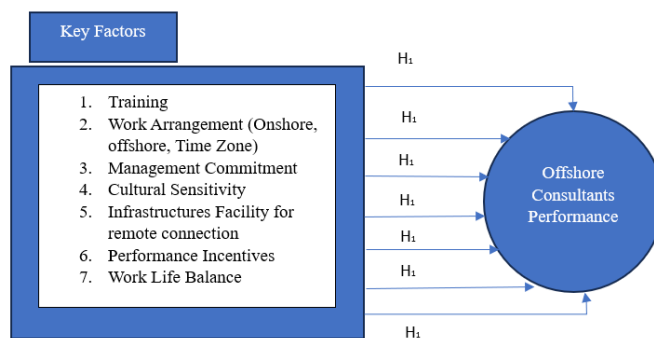 Key Factors
1. Training
2. Work Arrangement (Onshore,
offshore, Time Zone)
3. Management Commitment
4. Cultural Sensitivity
5. Infrastructures Facility for
remote connection
6. Performance Incentives
7. Work Life Balance
H₁
H₁
H₁
H₁
H₁
H₁
H₁
Offshore
Consultants
Performance